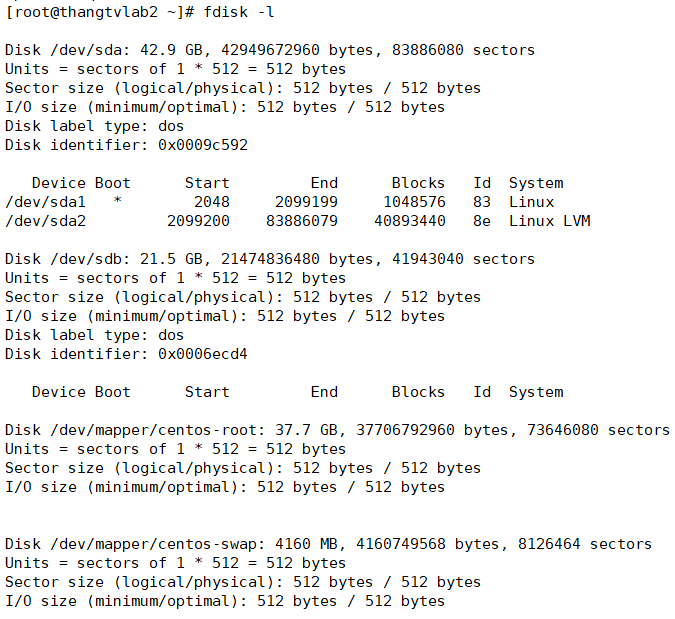 [root@thangtvlab2 ~]# fdisk -l

Disk /dev/sda: 42.9 GB, 42949672960 bytes, 83886080 sectors
Units = sectors of 1 * 512 = 512 bytes
Sector size (logical/physical): 512 bytes / 512 bytes
I/O size (minimum/optimal): 512 bytes / 512 bytes
Disk label type: dos
Disk identifier: 0x0009c592

   Device Boot      Start         End      Blocks   Id  System
/dev/sda1   *        2048     2099199     1048576   83  Linux
/dev/sda2         2099200    83886079    40893440   8e  Linux LVM

Disk /dev/sdb: 21.5 GB, 21474836480 bytes, 41943040 sectors
Units = sectors of 1 * 512 = 512 bytes
Sector size (logical/physical): 512 bytes / 512 bytes
I/O size (minimum/optimal): 512 bytes / 512 bytes
Disk label type: dos
Disk identifier: 0x0006ecd4

   Device Boot      Start         End      Blocks   Id  System

Disk /dev/mapper/centos-root: 37.7 GB, 37706792960 bytes, 73646080 sectors
Units = sectors of 1 * 512 = 512 bytes
Sector size (logical/physical): 512 bytes / 512 bytes
I/O size (minimum/optimal): 512 bytes / 512 bytes


Disk /dev/mapper/centos-swap: 4160 MB, 4160749568 bytes, 8126464 sectors
Units = sectors of 1 * 512 = 512 bytes
Sector size (logical/physical): 512 bytes / 512 bytes
I/O size (minimum/optimal): 512 bytes / 512 bytes